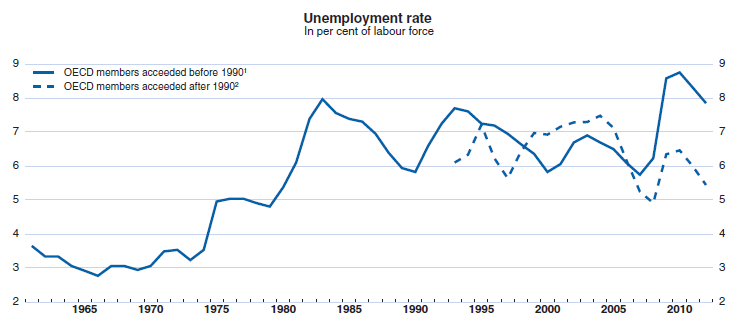 Unemployment rate
In per cent of labour force
9 9
OECD members acceeded before 1990¹
OECD members acceeded after 1990²
8 8
7 7
6 6
5 5
4 4
3 3
2 2
1965 1970 1975 1980 1985 1990 1995 2000 2005 2010